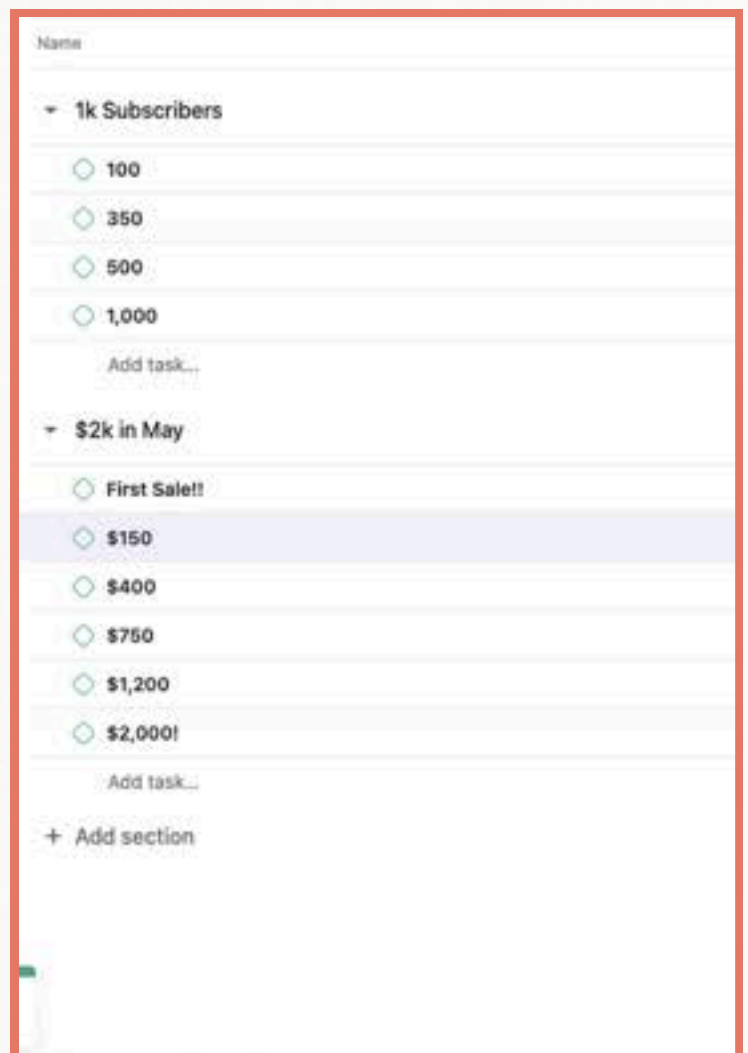 Name
1k Subscribers
100
350
500
1,000
Add task...
$2k in May
First Sale!!
$150
$400
$750
$1,200
$2,000!
Add task...
+ Add section